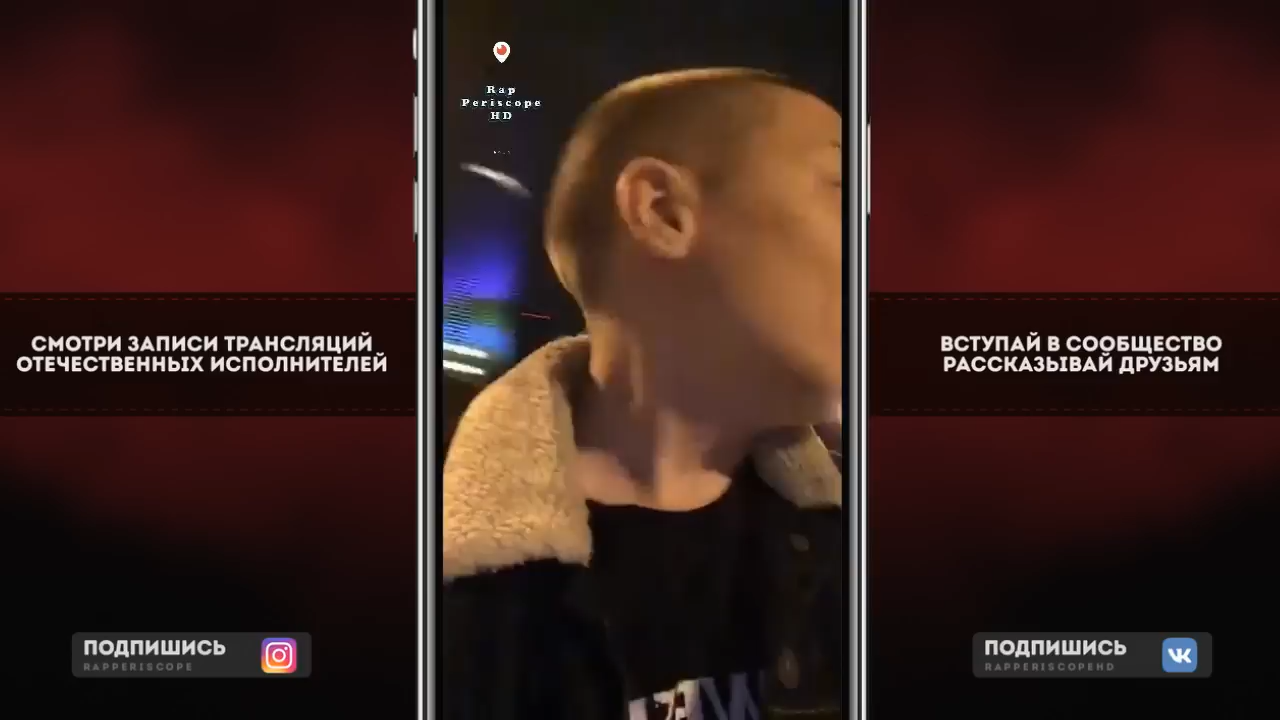 Rap
Periscope
HD
СМОТРИ ЗАПИСИ ТРАНСЛЯЦИЙ
ОТЕЧЕСТВЕННЫХ ИСПОЛНИТЕЛЕЙ
ВСТУПАЙ В СООБЩЕСТВО
РАССКАЗЫВАЙ ДРУЗЬЯМ
ПОДПИШИСЬ
RAPPERISCOPE
ПОДПИШИСЬ
RAPPERISCOPEHD